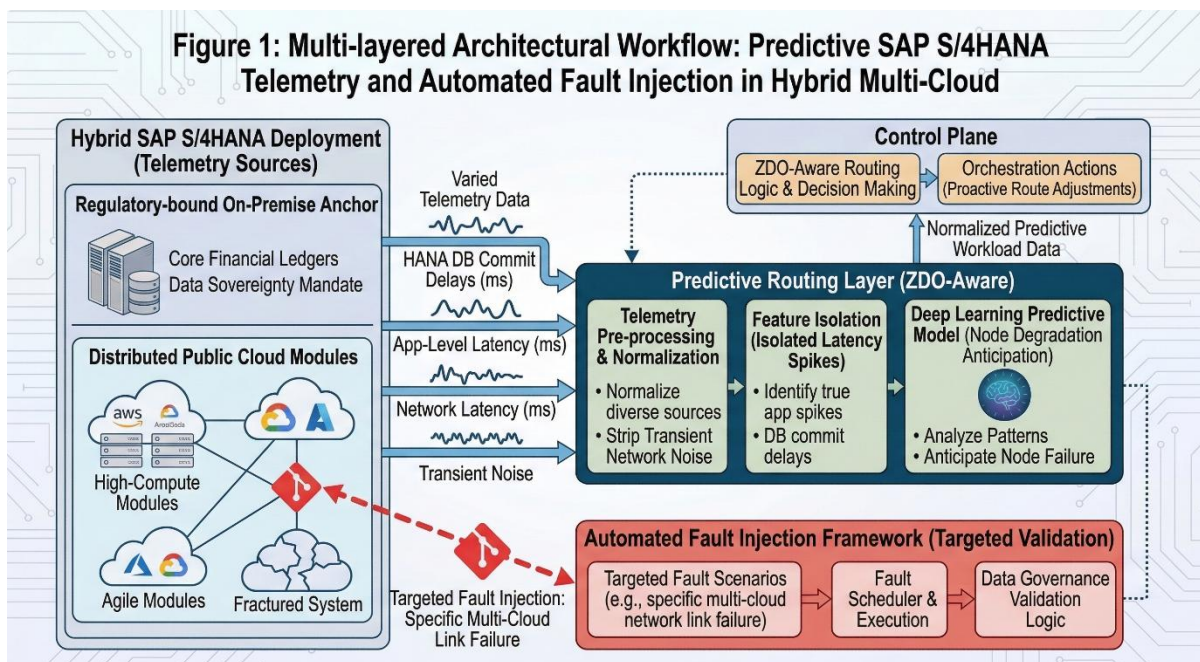 Figure 1: Multi-layered Architectural Workflow: Predictive SAP S/4HANA
Telemetry and Automated Fault Injection in Hybrid Multi-Cloud
Hybrid SAP S/4HANA Deployment
(Telemetry Sources)
Regulatory-bound On-Premise Anchor
Core Financial Ledgers
Data Sovereignty Mandate
Distributed Public Cloud Modules
aws
High-Compute
Modules
Agile Modules
Fractured System
Varied
Telemetry Data
HANA DB Commit
Delays (ms)
App-Level Latency (ms)
Network Latency (ms)
Transient Noise
Targeted Fault Injection:
Specific Multi-Cloud
Link Failure
Control Plane
ZDO-Aware Routing
Logic & Decision Making
Orchestration Actions
(Proactive Route Adjustments)
Normalized Predictive
Workload Data
Predictive Routing Layer (ZDO-Aware)
Telemetry
Pre-processing
& Normalization
• Normalize
diverse sources
• Strip Transient
Network Noise
Feature Isolation
(Isolated Latency
Spikes)
• Identify true
app spikes
• DB commit
delays
Deep Learning Predictive
Model (Node Degradation
Anticipation)
• Analyze Patterns
• Anticipate Node Failure
Automated Fault Injection Framework (Targeted Validation)
Targeted Fault Scenarios
(e.g., specific multi-cloud
network link failure)
Fault
Scheduler &
Execution
Data Governance
Validation
Logic